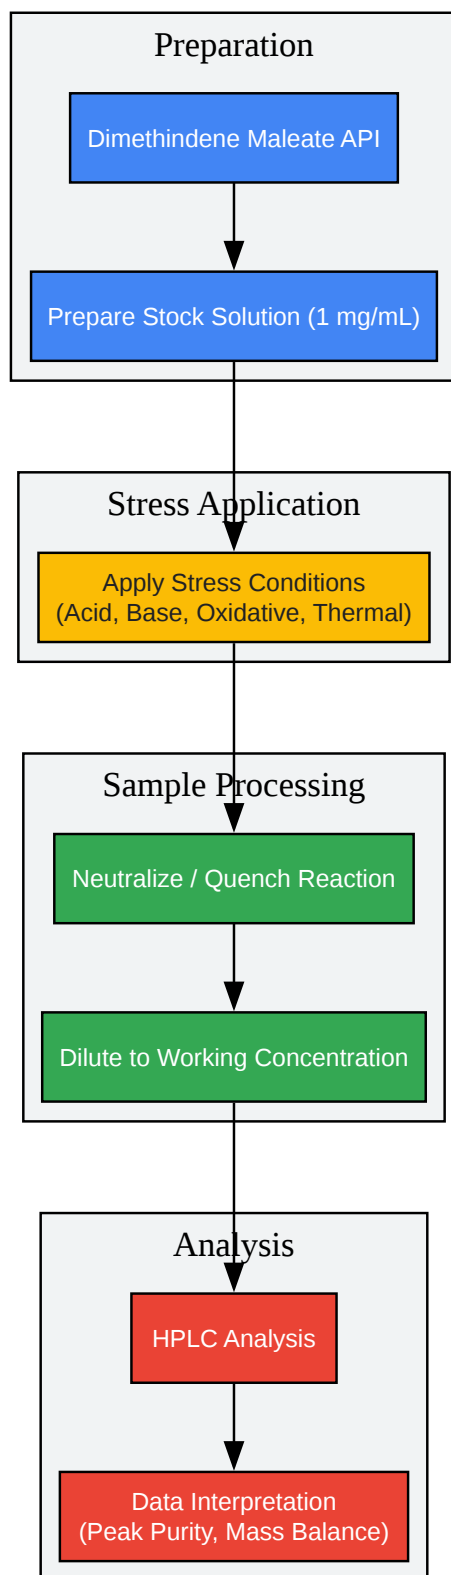 Preparation
Dimethindene Maleate API
Prepare Stock Solution (1 mg/mL)
Stress Application
Apply Stress Conditions
(Acid, Base, Oxidative, Thermal)
Sample Processing
Neutralize / Quench Reaction
Dilute to Working Concentration
Analysis
HPLC Analysis
Data Interpretation
(Peak Purity, Mass Balance)